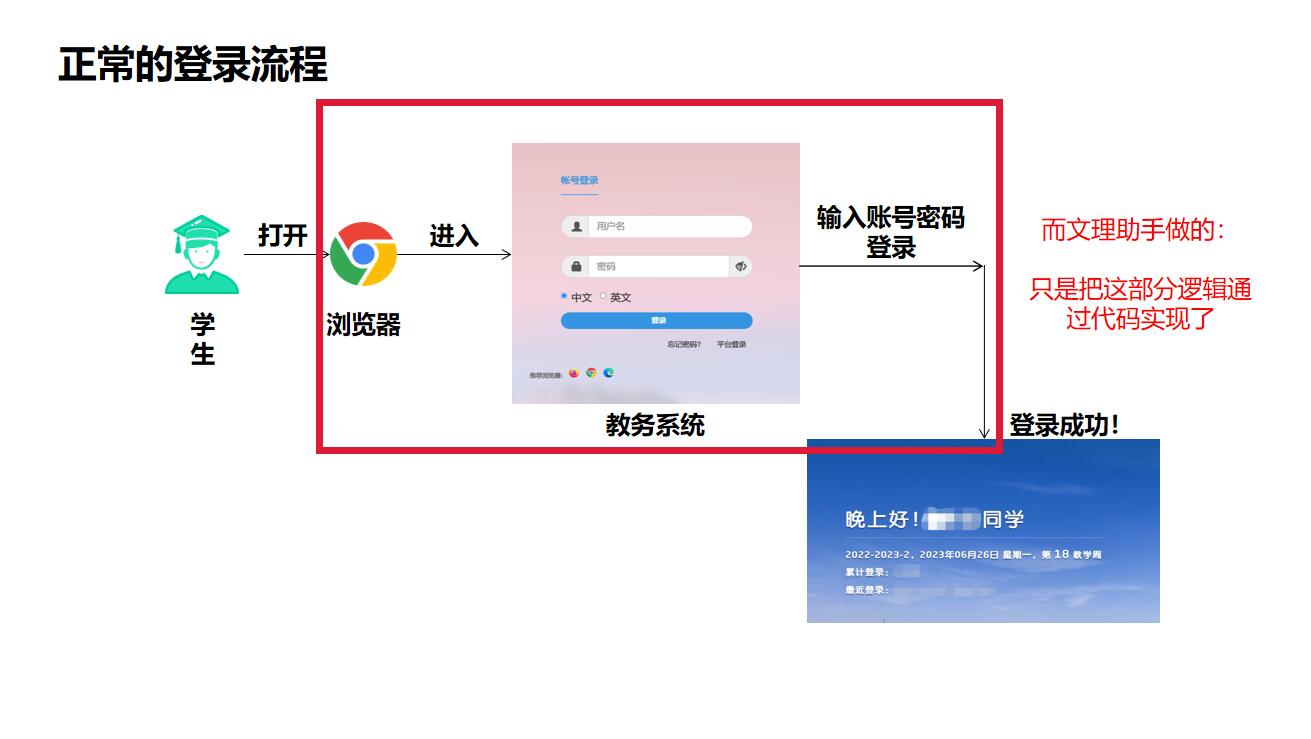 正常的登录流程
打开
进入
输入账号密码
登录
学
生
浏览器
帐号登录
用户名
密码
中文 英文
登录
忘记密码? 平台登录
推荐浏览器:
教务系统
而文理助手做的:
只是把这部分逻辑通
过代码实现了
登录成功!
晚上好! 同学
2022-2023-2, 2023年06月26日 星期一, 第 18 教学周
累计登录:
最近登录: